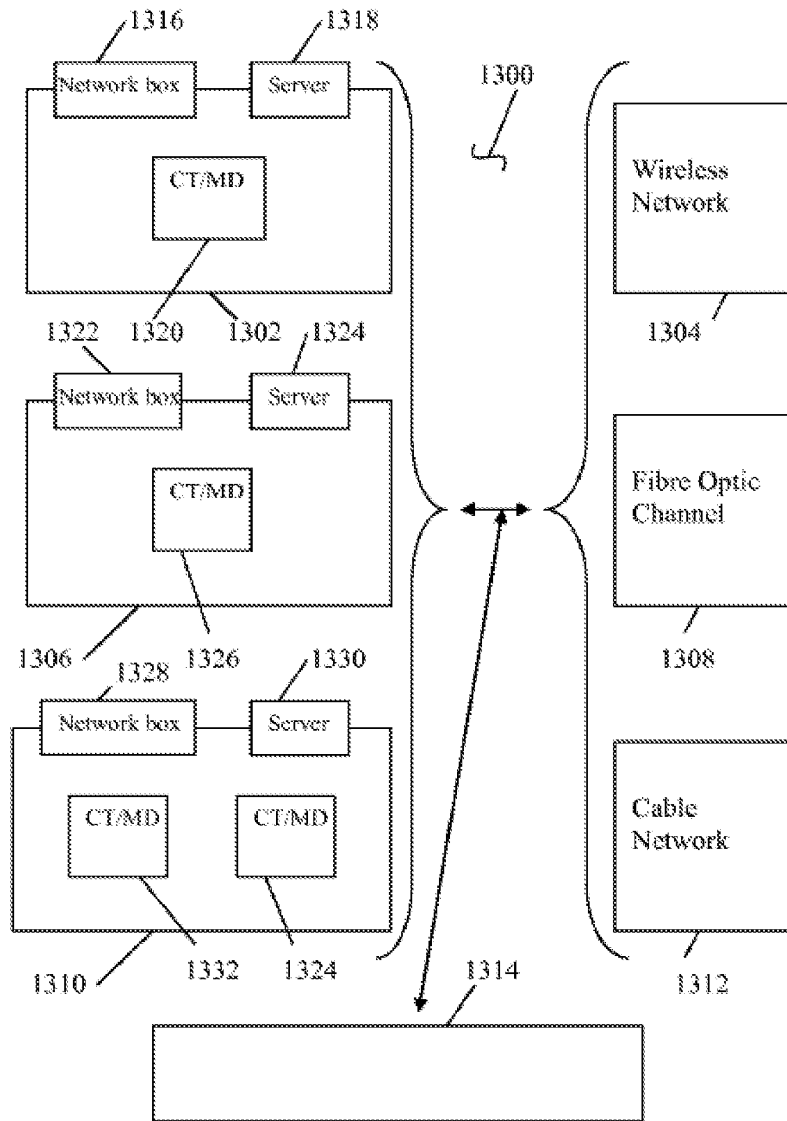 1316
1318
1300
Network box
Server
CT/MD
Wireless
Network
1320
1302
1304
1322
1324
Network box
Server
CT/MD
Fibre Optic
Channel
1306
1326
1308
1328
1330
Network box
Server
CT/MD
CT/MD
Cable
Network
1310
1332
1324
1312
1314